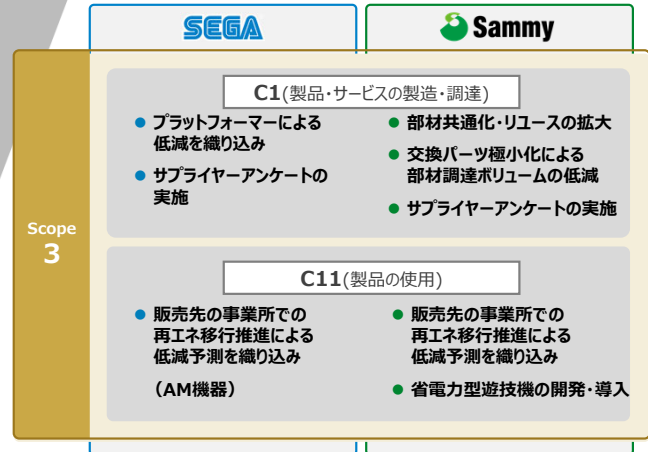 SEGA
Sammy
Scope
3
C1(製品・サービスの製造・調達)
● プラットフォーマーによる
低減を織り込み
● サプライヤーアンケートの
実施
● 部材共通化・リユースの拡大
● 交換パーツ極小化による
部材調達ボリュームの低減
● サプライヤーアンケートの実施
C11(製品の使用)
● 販売先の事業所での
再エネ移行推進による
低減予測を織り込み
（AM機器）
● 販売先の事業所での
再エネ移行推進による
低減予測を織り込み
● 省電力型遊技機の開発・導入